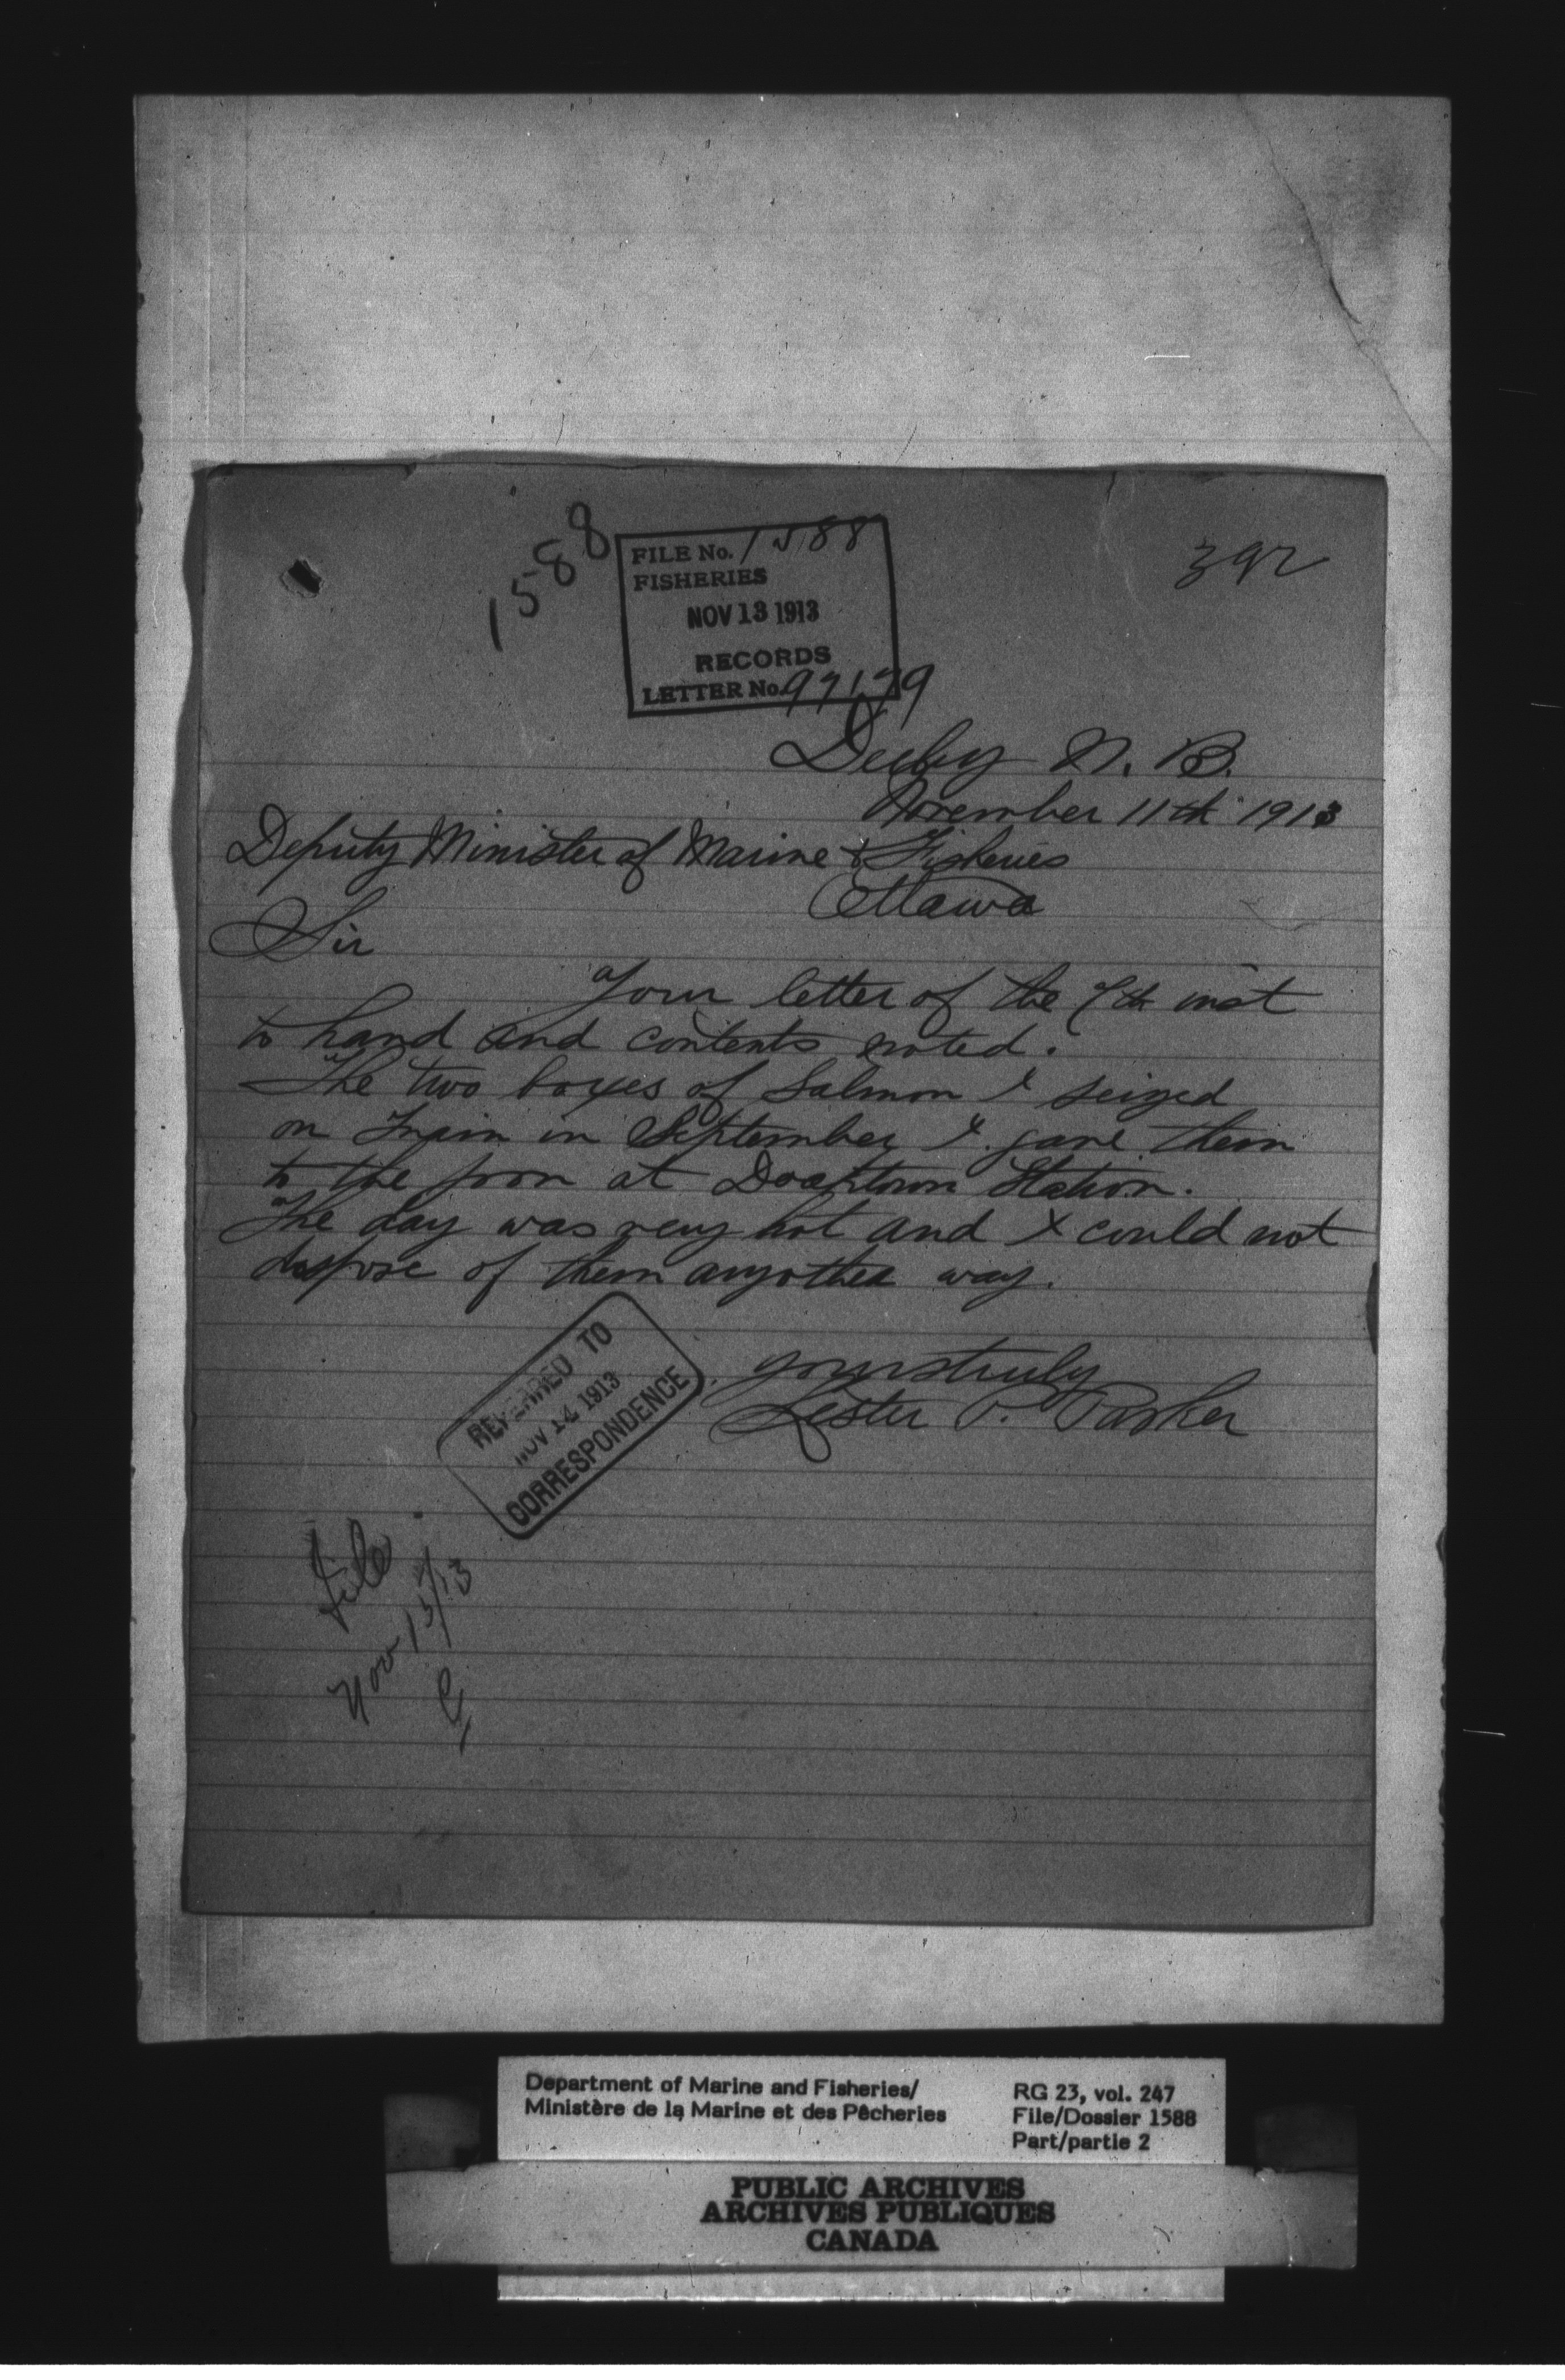 1588
FILE No. 1588
FISHERIES
NOV 13 1913
RECORDS
LETTER No. 97179
392
Derby N. B.
November 11th 1913
Deputy Minister of Marine & Fisheries
Ottawa
Sir
Your letter of the 7th inst
to hand and contents noted.
The two boxes of Salmon I seized
on Train in September I gave them
to the poor at Doaktown Station.
The day was very hot and I could not
dispose of them anyother way.
yours truly
Lester P. Parker
REFERRED TO
NOV 14 1913
CORRESPONDENCE
File
Nov 15/13
Department of Marine and Fisheries/
Ministère de la Marine et des Pêcheries
RG 23, vol. 247
File/Dossier 1588
Part/partie 2
PUBLIC ARCHIVES
ARCHIVES PUBLIQUES
CANADA